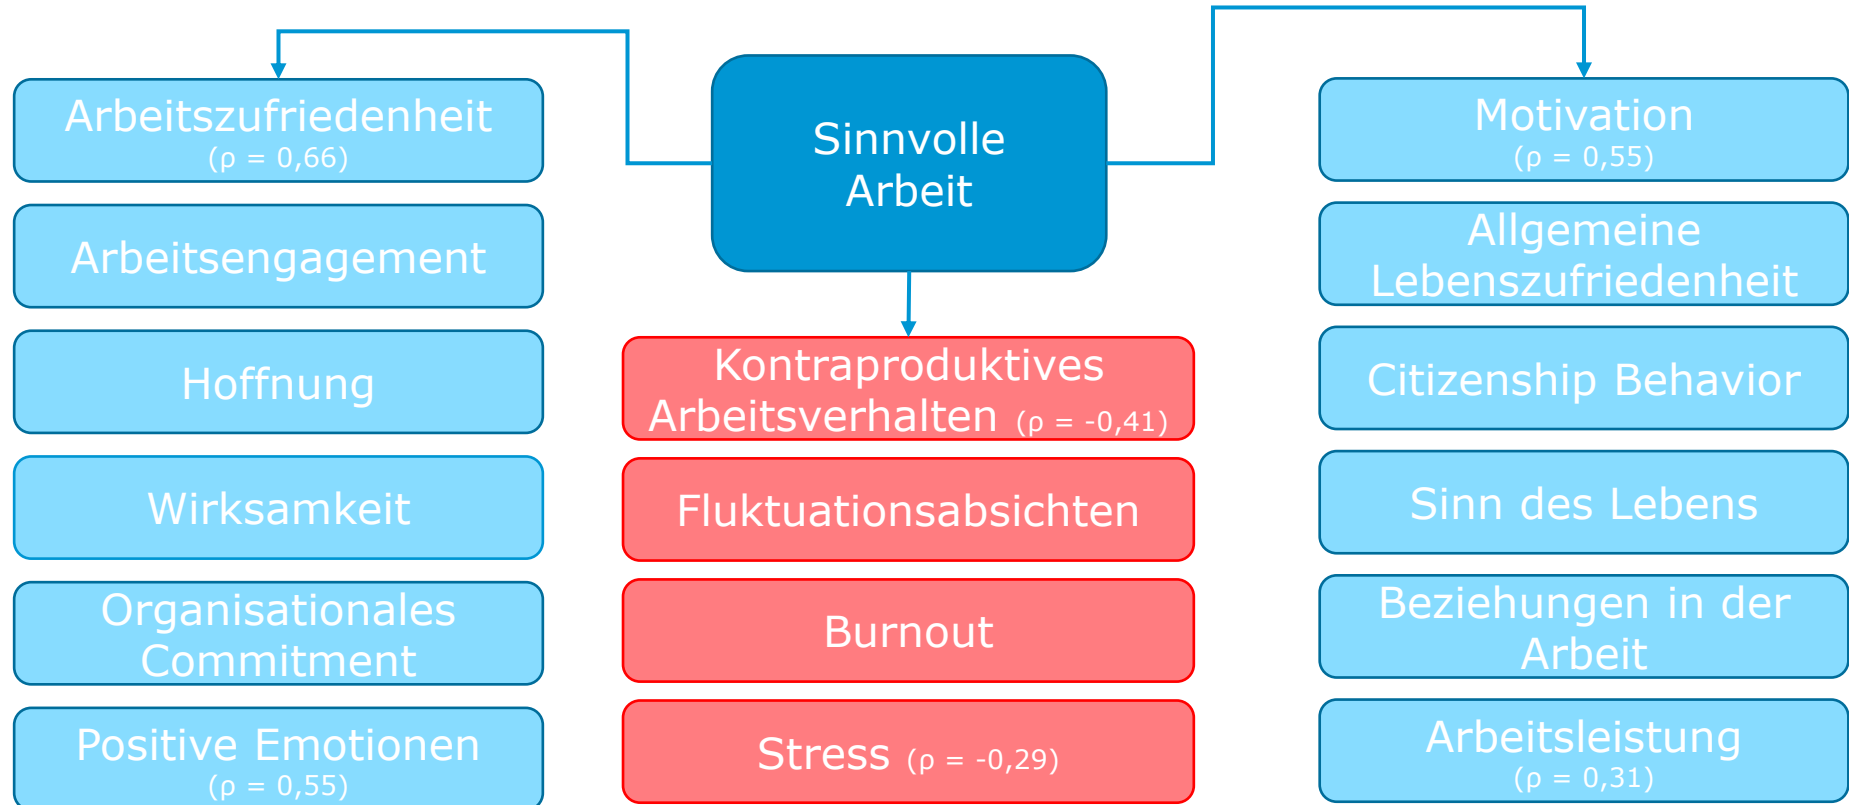 Sinnvolle
Arbeit
Arbeitszufriedenheit
(ρ = 0,66)
Arbeitsengagement
Hoffnung
Wirksamkeit
Organisationales
Commitment
Positive Emotionen
(ρ = 0,55)
Kontraproduktives
Arbeitsverhalten (ρ = -0,41)
Fluktuationsabsichten
Burnout
Stress (ρ = -0,29)
Motivation
(ρ = 0,55)
Allgemeine
Lebenszufriedenheit
Citizenship Behavior
Sinn des Lebens
Beziehungen in der
Arbeit
Arbeitsleistung
(ρ = 0,31)